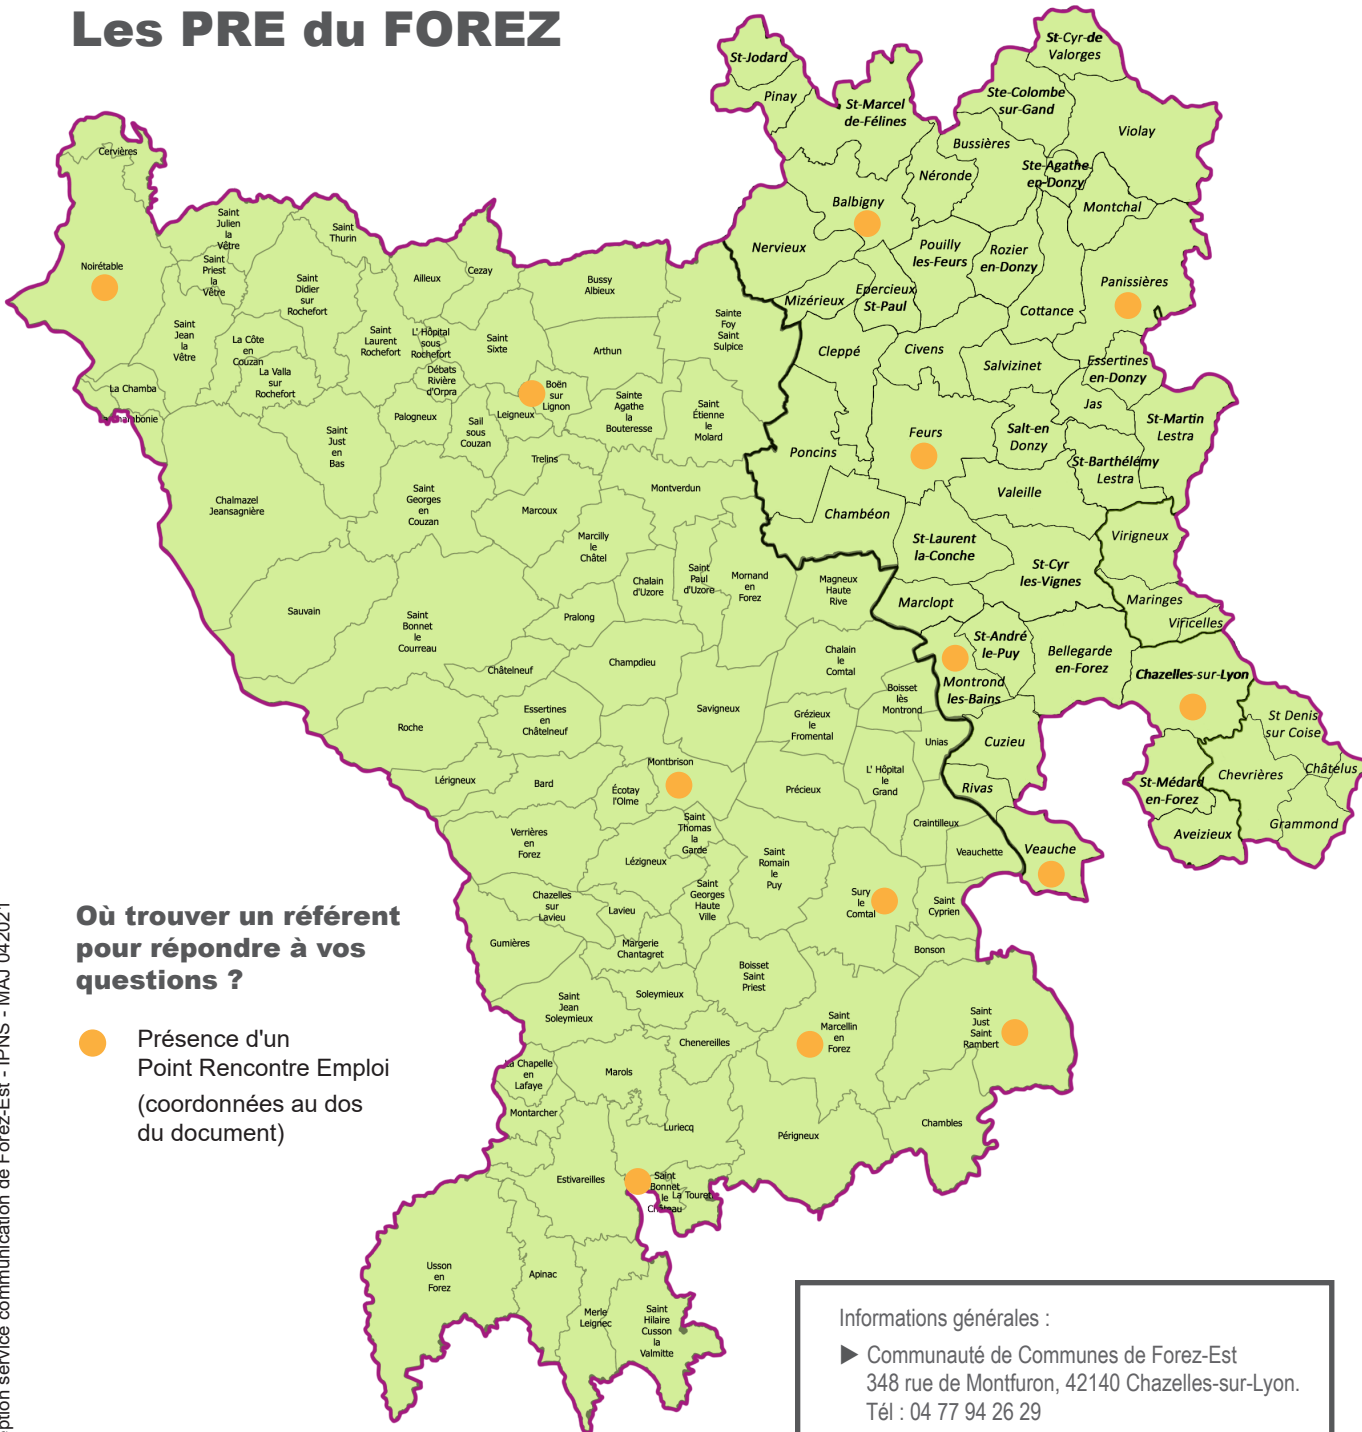 Les PRE du FOREZ
St-Cyr-de
Valorges
St-Jodard
Pinay
St-Marcel
de-Félines
Ste-Colombe
sur-Gand
Violay
Bussières
Néronde
Ste-Agathe
en-Donzy
Montchal
Balbigny
Nervieux
Pouilly
les-Feurs
Rozier
en-Donzy
Panissières
Mizérieux
Epercieux
St-Paul
Cottance
Cleppé
Civens
Salvizinet
Essertines
en-Donzy
Jas
St-Martin
Lestra
Feurs
Salt-en
Donzy
Poncins
St-Barthélémy
Lestra
Valeille
Chambéon
St-Laurent
la-Conche
Virigneux
St-Cyr
les-Vignes
Marclopt
Maringes
Viricelles
St-André
le-Puy
Bellegarde
en-Forez
Montrond
les-Bains
Chazelles-sur-Lyon
Cuzieu
St Denis
sur Coise
Rivas
St-Médard
en-Forez
Chevrières
Châtelus
Grammond
Aveizieux
Veauche
Cervières
Noirétable
Saint
Julien
la
Vêtre
Saint
Thurin
Saint
Priest
la
Vêtre
Saint
Didier
sur
Rochefort
Ailleux
Cezay
Bussy
Albieux
Saint
Jean
la
Vêtre
La Côte
en
Couzan
Saint
Laurent
Rochefort
L' Hôpital
sous
Rochefort
Saint
Sixte
Arthun
Sainte
Foy
Saint
Sulpice
La Chamba
La Chambonie
La Valla
sur
Rochefort
Débats
Rivière
d'Orpra
Boën
sur
Lignon
Leigneux
Sainte
Agathe
la
Bouteresse
Saint
Étienne
le
Molard
Palogneux
Sail
sous
Couzan
Saint
Just
en
Bas
Trelins
Chalmazel
Jeansagnière
Saint
Georges
en
Couzan
Marcoux
Montverdun
Marcilly
le
Châtel
Chalain
d'Uzore
Saint
Paul
d'Uzore
Mornand
en
Forez
Magneux
Haute
Rive
Sauvain
Saint
Bonnet
le
Courreau
Pralong
Châtelneuf
Champdieu
Chalain
le
Comtal
Boisset
lès
Montrond
Roche
Essertines
en
Châtelneuf
Savigneux
Grézieux
le
Fromental
Unias
Lérigneux
Bard
Écotay
l'Olme
Montbrison
Précieux
L' Hôpital
le
Grand
Craintilleux
Verrières
en
Forez
Lézigneux
Saint
Thomas
la
Garde
Saint
Romain
le
Puy
Veauchette
Chazelles
sur
Lavieu
Lavieu
Saint
Georges
Haute
Ville
Sury
le
Comtal
Saint
Cyprien
Gumières
Margerie
Chantagret
Bonson
Boisset
Saint
Priest
Saint
Jean
Soleymieux
Soleymieux
Saint
Marcellin
en
Forez
Saint
Just
Saint
Rambert
Chenereilles
La Chapelle
en
Lafaye
Marols
Montarcher
Luriecq
Périgneux
Chambles
Estivareilles
Saint
Bonnet
le
Château
La Tourette
Usson
en
Forez
Apinac
Merle
Leignec
Saint
Hilaire
Cusson
la
Valmitte
Où trouver un référent
pour répondre à vos
questions ?
Présence d'un
Point Rencontre Emploi
(coordonnées au dos
du document)
ption service communication de Forez-Est - IPNS - MAJ 042021
Informations générales :
▶ Communauté de Communes de Forez-Est
348 rue de Montfuron, 42140 Chazelles-sur-Lyon.
Tél : 04 77 94 26 29